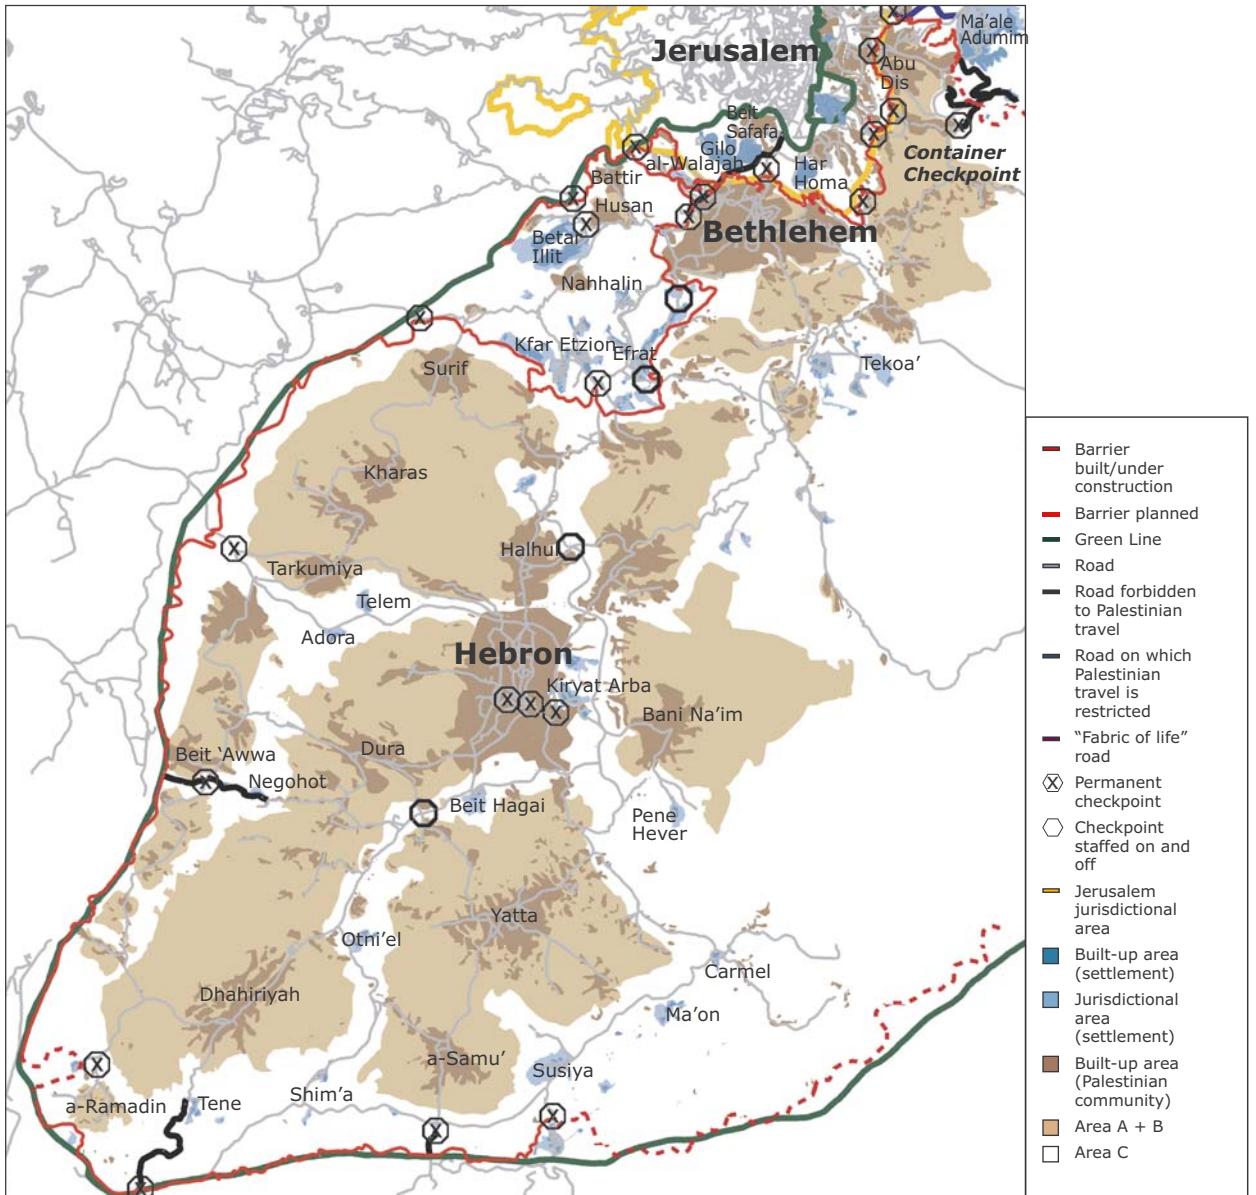 Jerusalem
Ma’ale
Adumim
Abu
Dis
Beit
Safafa
Gilo
al-Walajah
Har
Homa
Container
Checkpoint
Battir
Husan
Bethlehem
Betar
Illit
Nahhalin
Kfar Etzion
Efrat
Tekoa’
Surif
Kharas
Halhul
Tarkumiya
Telem
Adora
Hebron
Kiryat Arba
Bani Na’im
Dura
Beit ‘Awwa
Negohot
Beit Hagai
Pene
Hever
Yatta
Otni’el
Carmel
Dhahiriyah
Ma’on
a-Samu’
Susiya
Shim’a
a-Ramadin
Tene
Barrier
built/under
construction
Barrier planned
Green Line
Road
Road forbidden
to Palestinian
travel
Road on which
Palestinian
travel is
restricted
“Fabric of life”
road
Permanent
checkpoint
Checkpoint
staffed on and
off
Jerusalem
jurisdictional
area
Built-up area
(settlement)
Jurisdictional
area
(settlement)
Built-up area
(Palestinian
community)
Area A + B
Area C